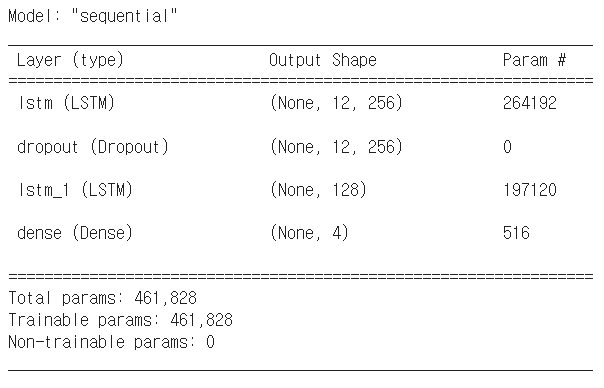 Model: "sequential"
Layer (type) Output Shape Param #
=================================================================
lstm (LSTM) (None, 12, 256) 264192
dropout (Dropout) (None, 12, 256) 0
lstm_1 (LSTM) (None, 128) 197120
dense (Dense) (None, 4) 516
=================================================================
Total params: 461,828
Trainable params: 461,828
Non-trainable params: 0